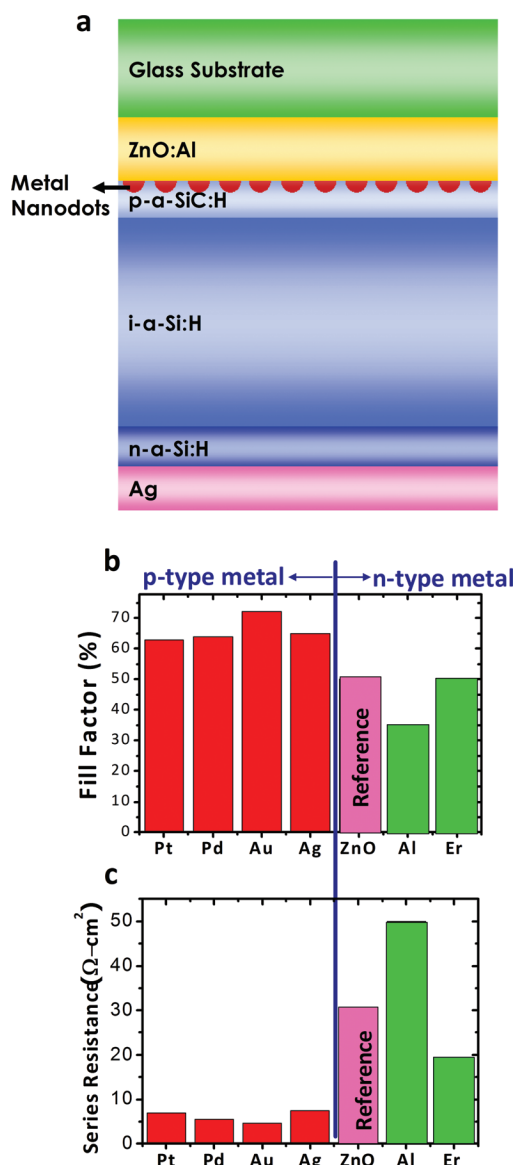 a
Glass Substrate
ZnO:Al
Metal
Nanodots
p-a-SiC:H
i-a-Si:H
n-a-Si:H
Ag
b
p-type metal
n-type metal
Fill Factor (%)
70
60
50
40
30
20
10
0
Reference
Pt Pd Au Ag ZnO Al Er
c
Series Resistance(Ω–cm²)
50
40
30
20
10
0
Reference
Pt Pd Au Ag ZnO Al Er